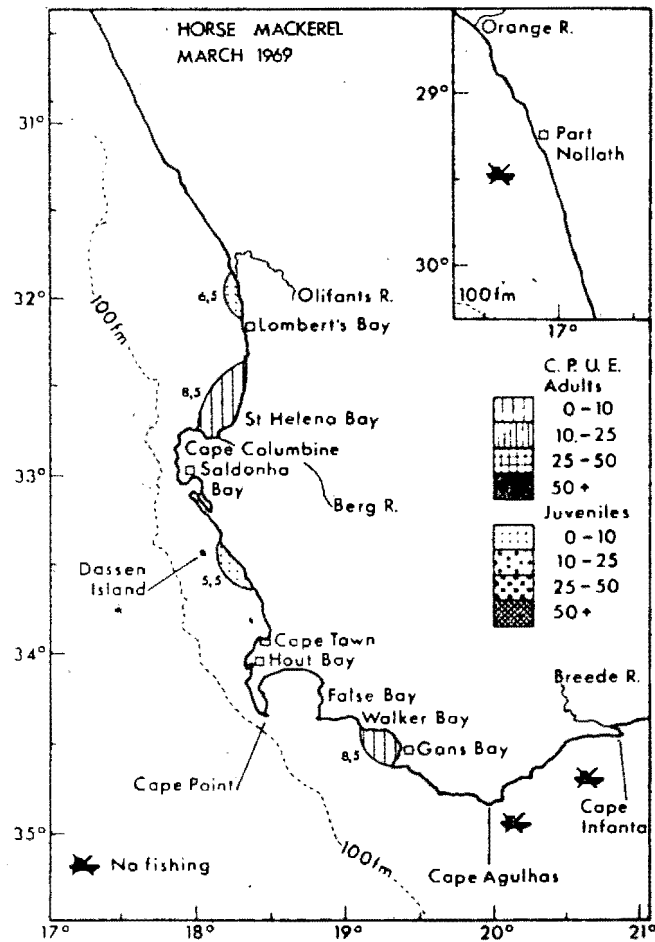 HORSE MACKEREL
MARCH 1969
Orange R.
29°
Part
Nollath
30°
100fm
17°
31°
32°
33°
34°
35°
100fm
6,5
Olifants R.
Lombert's Bay
8,5
St Heleno Bay
Cape Columbine
Saldonha
Bay
Berg R.
Dassen
Island
5,5
Cape Town
Hout Bay
False Bay
Walker Bay
8,5
Gans Bay
Cape Point
Breede R.
Cape
Infanta
Cape Agulhas
100fm
No fishing
C. P. U. E.
Adults
0-10
10-25
25-50
50+
Juveniles
0-10
10-25
25-50
50+
17°
18°
19°
20°
21°